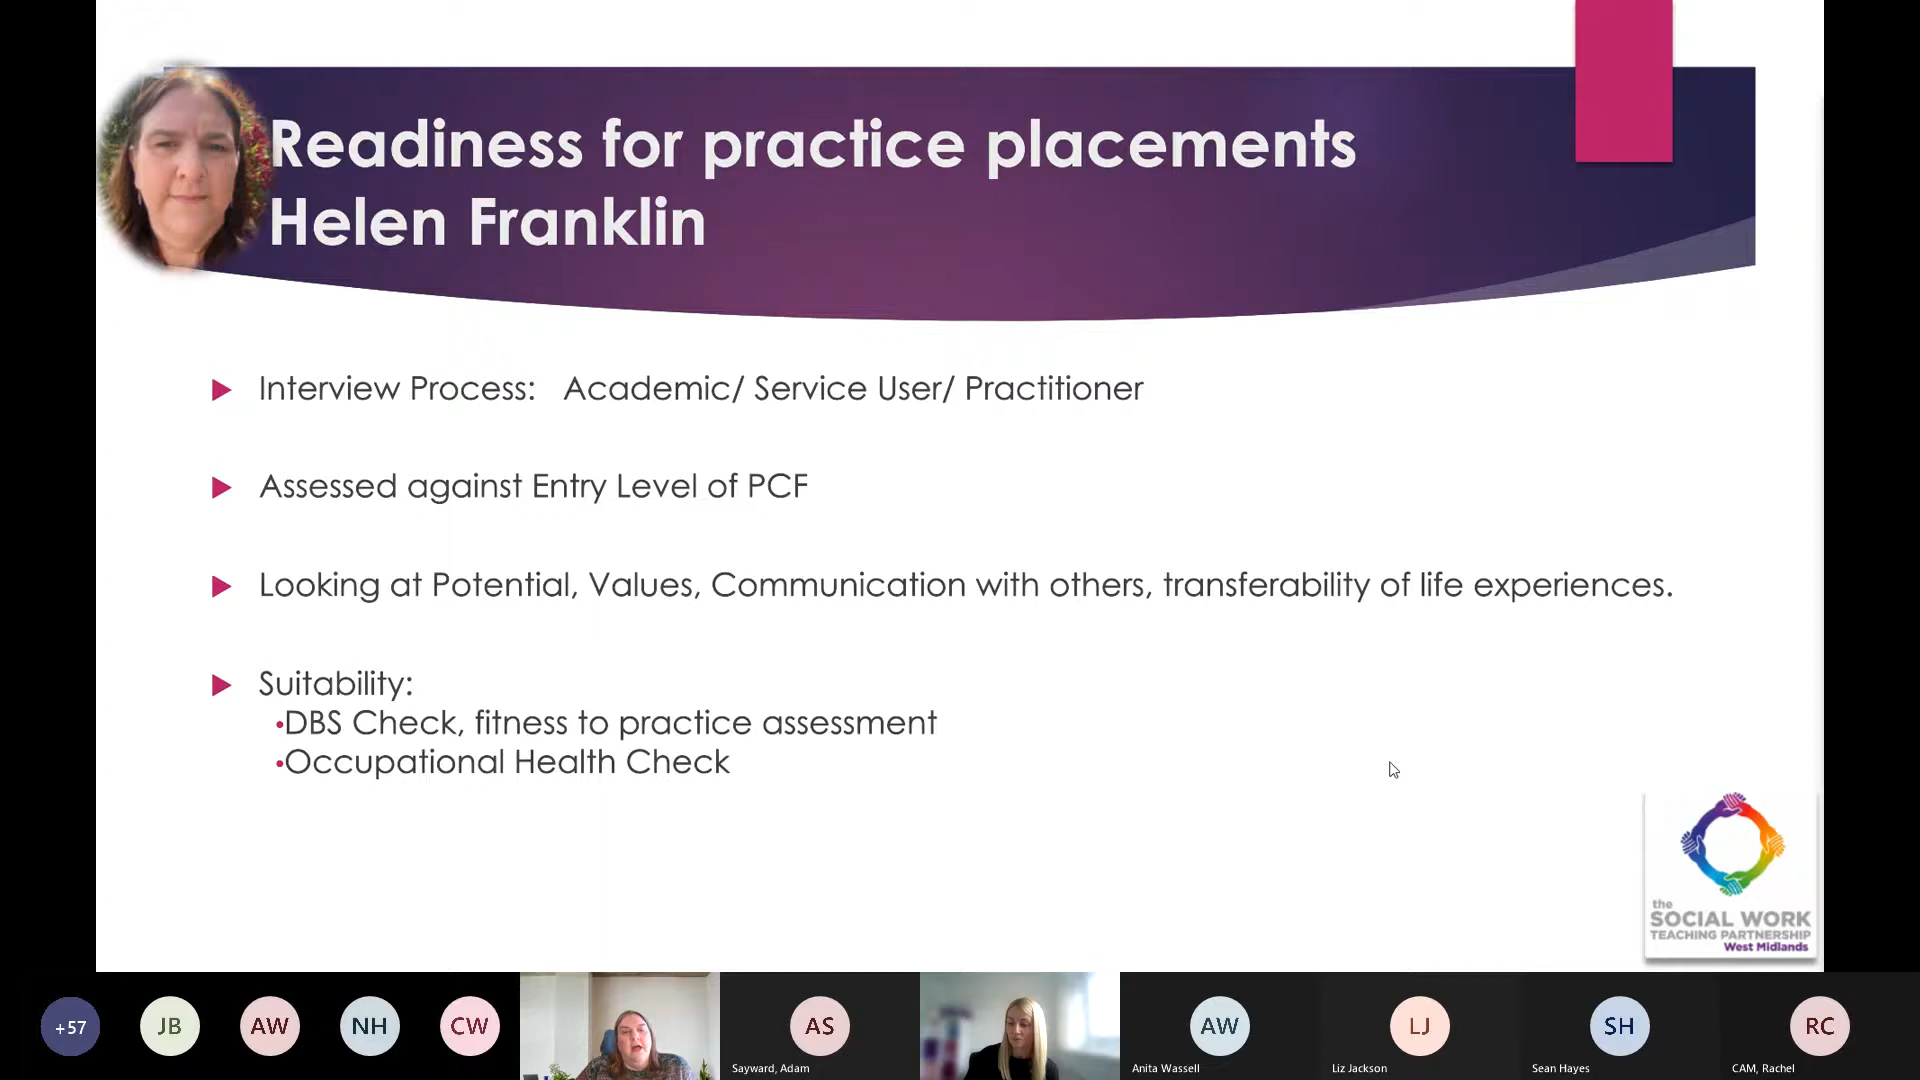 Readiness for practice placements
Helen Franklin
Interview Process: Academic/ Service User/ Practitioner
Assessed against Entry Level of PCF
Looking at Potential, Values, Communication with others, transferability of life experiences.
Suitability:
•DBS Check, fitness to practice assessment
•Occupational Health Check
the
SOCIAL WORK
TEACHING PARTNERSHIP
West Midlands
+57
JB
AW
NH
CW
AS
Sayward, Adam
AW
Anita Wassell
LJ
Liz Jackson
SH
Sean Hayes
RC
CAM, Rachel